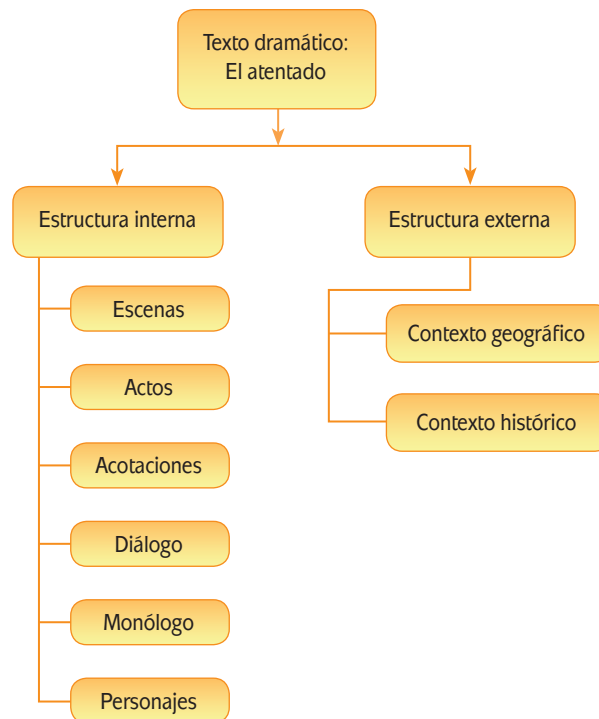 Texto dramático:
El atentado
Estructura interna
Estructura externa
Escenas
Actos
Acotaciones
Diálogo
Monólogo
Personajes
Contexto geográfico
Contexto histórico